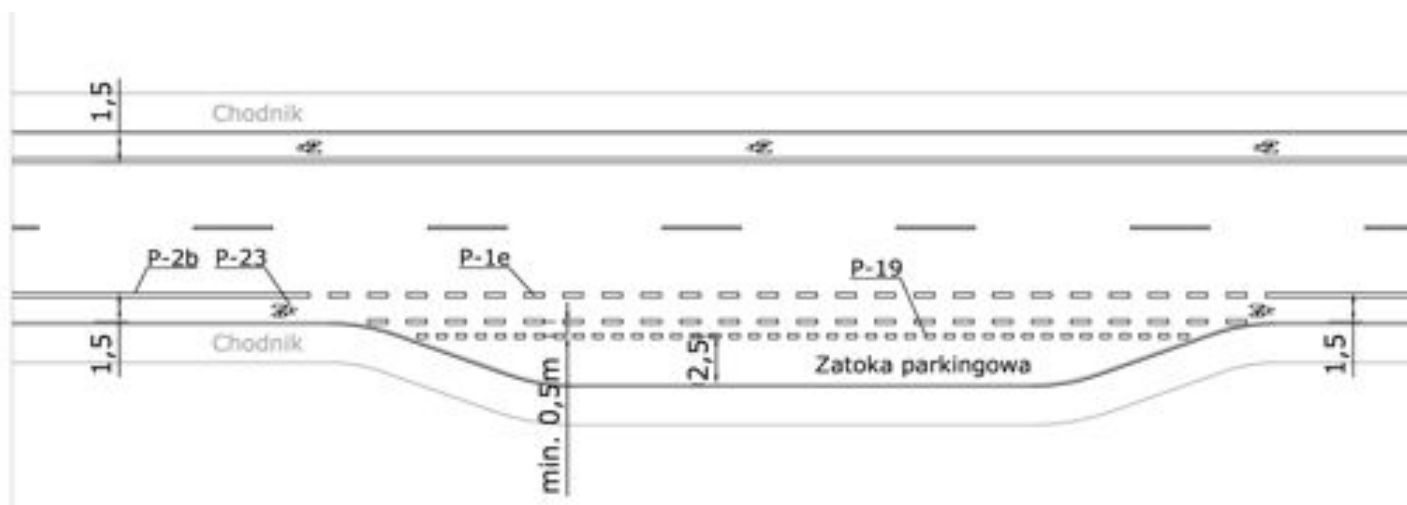 1,5
Chodnik
P-2b
P-23
P-1e
P-19
1,5
Chodnik
min. 0,5m
2,5
Zatoka parkingowa
1,5